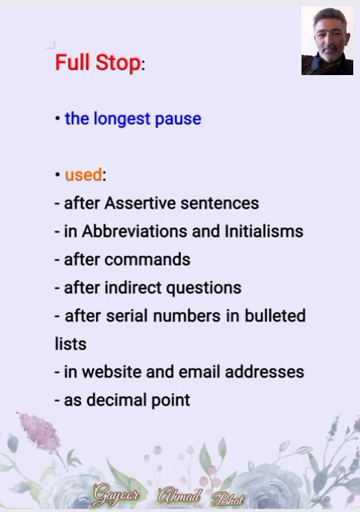 Full Stop:
• the longest pause
• used:
- after Assertive sentences
- in Abbreviations and Initialisms
- after commands
- after indirect questions
- after serial numbers in bulleted
lists
- in website and email addresses
- as decimal point
Gayoor Ahmad Bhat